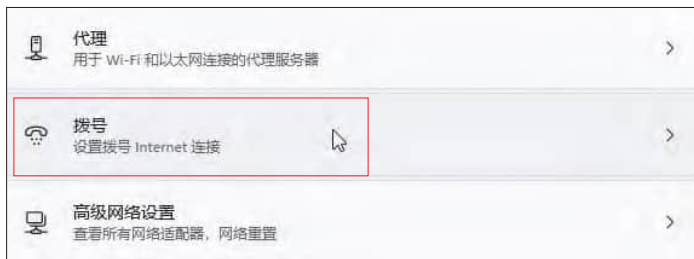 代理
用于 Wi-Fi 和以太网连接的代理服务器
拨号
设置拨号 Internet 连接
高级网络设置
查看所有网络适配器，网络重置